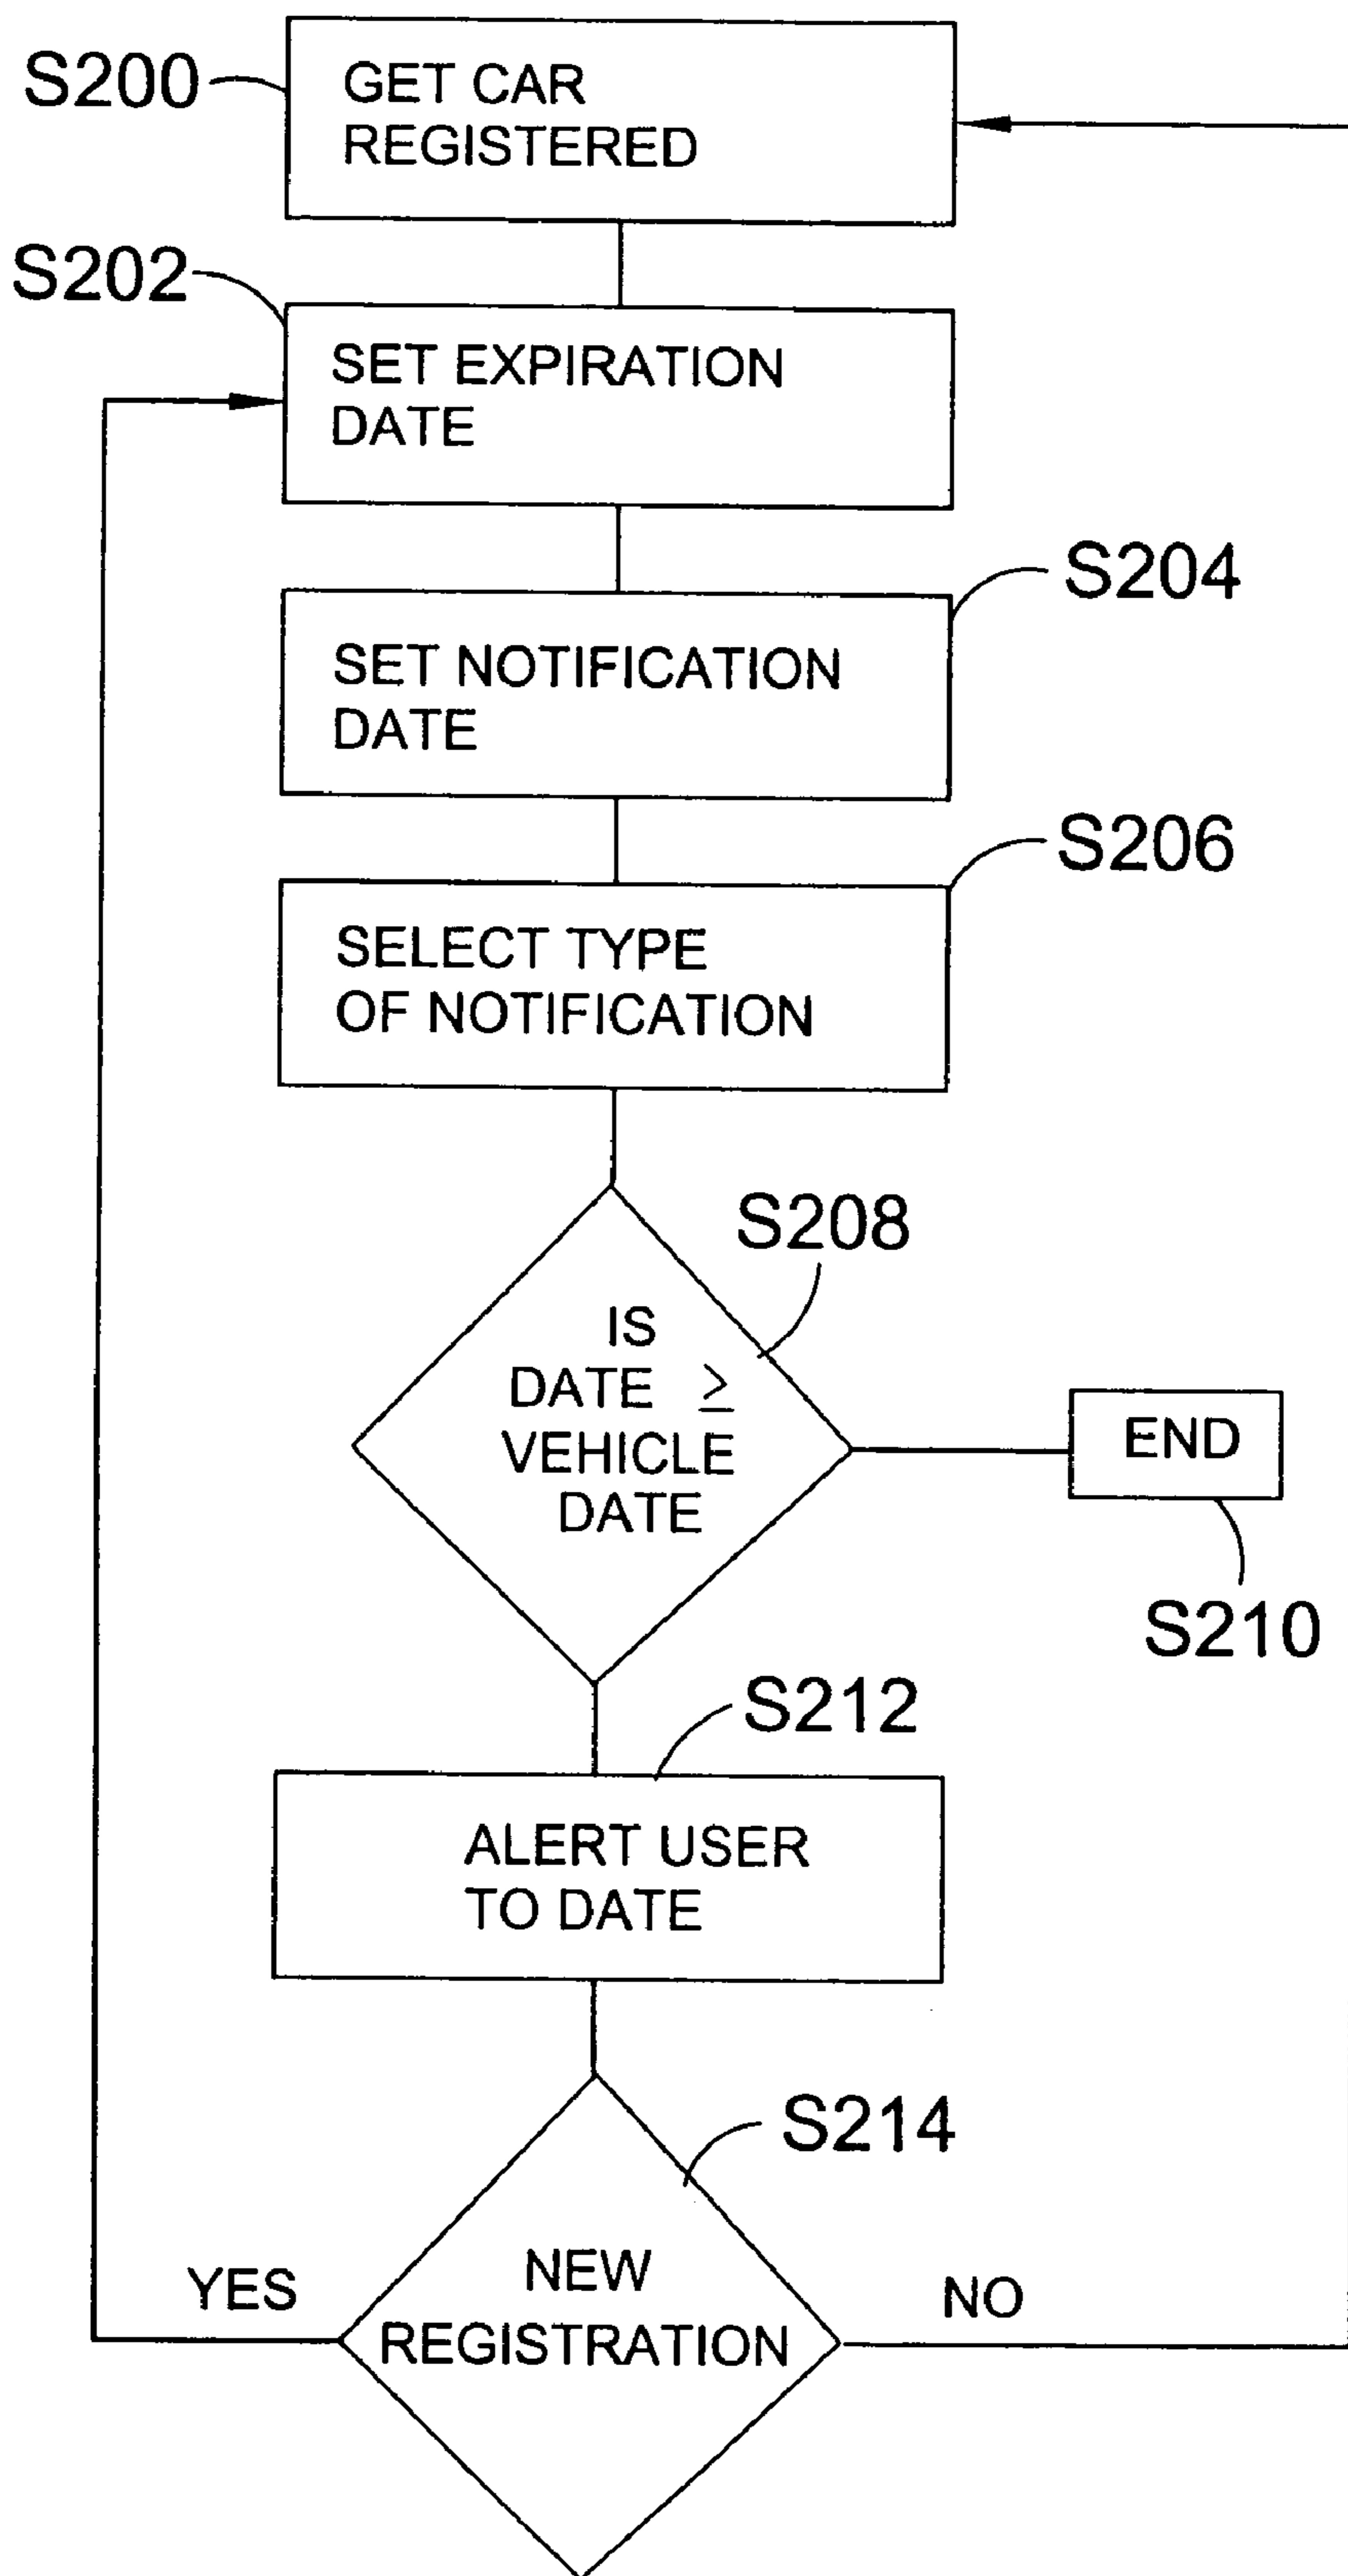 S200
GET CAR
REGISTERED
S202
SET EXPIRATION
DATE
S204
SET NOTIFICATION
DATE
S206
SELECT TYPE
OF NOTIFICATION
S208
IS
DATE ≥
VEHICLE
DATE
END
S210
S212
ALERT USER
TO DATE
S214
NEW
REGISTRATION
YES
NO